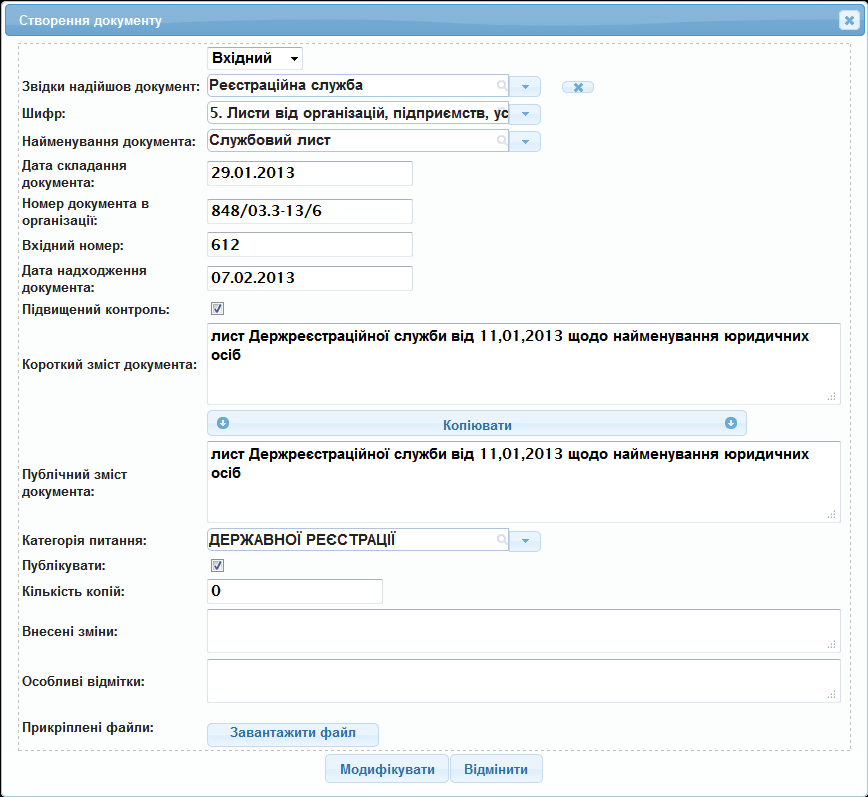 Створення документу
Вхідний
Звідки надійшов документ: Реєстраційна служба
Шифр: 5. Листи від організацій, підприємств, ус
Найменування документа: Службовий лист
Дата складання
документа: 29.01.2013
Номер документа в
організації: 848/03.3-13/6
Вхідний номер: 612
Дата надходження
документа: 07.02.2013
Підвищений контроль:
Короткий зміст документа:
лист Держреєстраційної служби від 11,01,2013 щодо найменування юридичних
осіб
Копіювати
Публічний зміст
документа:
лист Держреєстраційної служби від 11,01,2013 щодо найменування юридичних
осіб
Категорія питання: ДЕРЖАВНОЇ РЕЄСТРАЦІЇ
Публікувати:
Кількість копій: 0
Внесені зміни:
Особливі відмітки:
Прикріплені файли: Завантажити файл
Модифікувати Відмінити